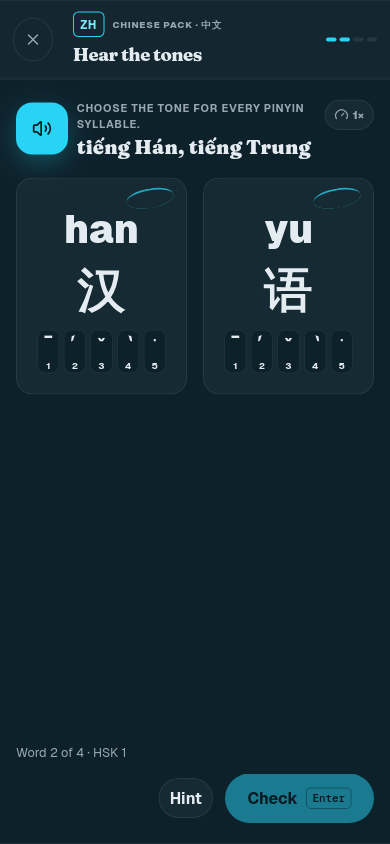 ZH CHINESE PACK · 中文
Hear the tones
CHOOSE THE TONE FOR EVERY PINYIN
SYLLABLE.
tiếng Hán, tiếng Trung
1×
han
汉
ˉ ˊ ˇ ˋ ·
1 2 3 4 5
yu
语
ˉ ˊ ˇ ˋ ·
1 2 3 4 5
Word 2 of 4 · HSK 1
Hint
Check Enter